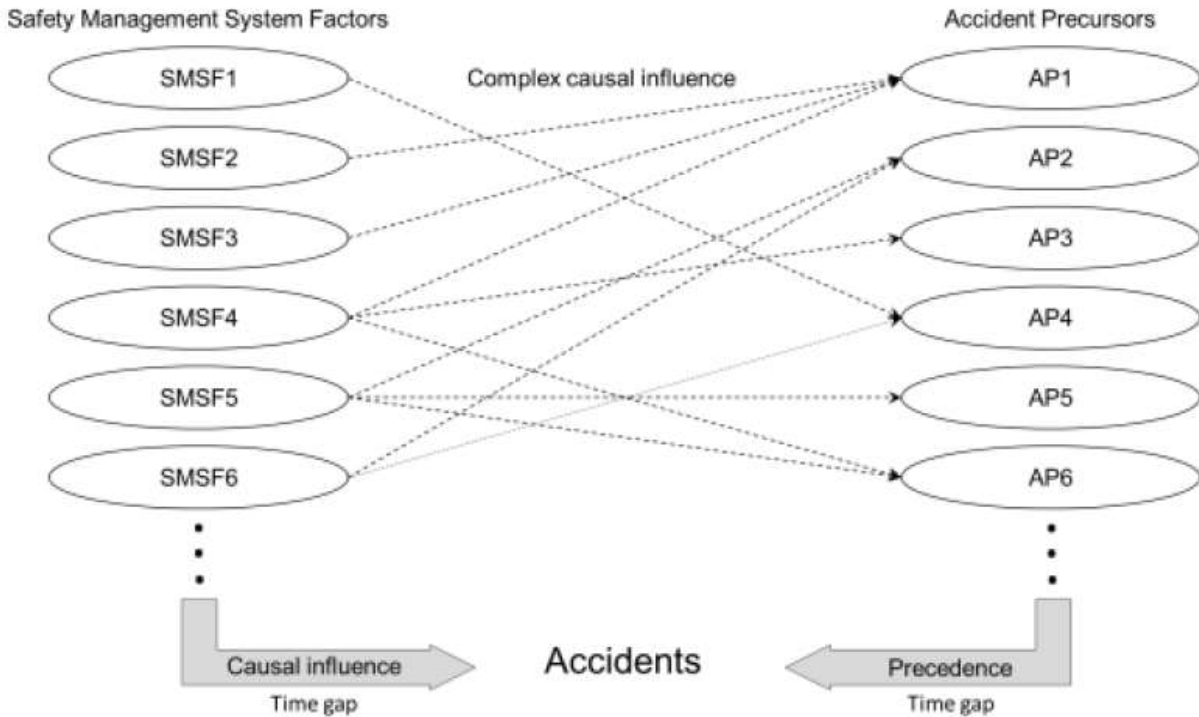 Safety Management System Factors
Accident Precursors
Complex causal influence
SMSF1
AP1
SMSF2
AP2
SMSF3
AP3
SMSF4
AP4
SMSF5
AP5
SMSF6
AP6
Causal influence
Accidents
Precedence
Time gap
Time gap